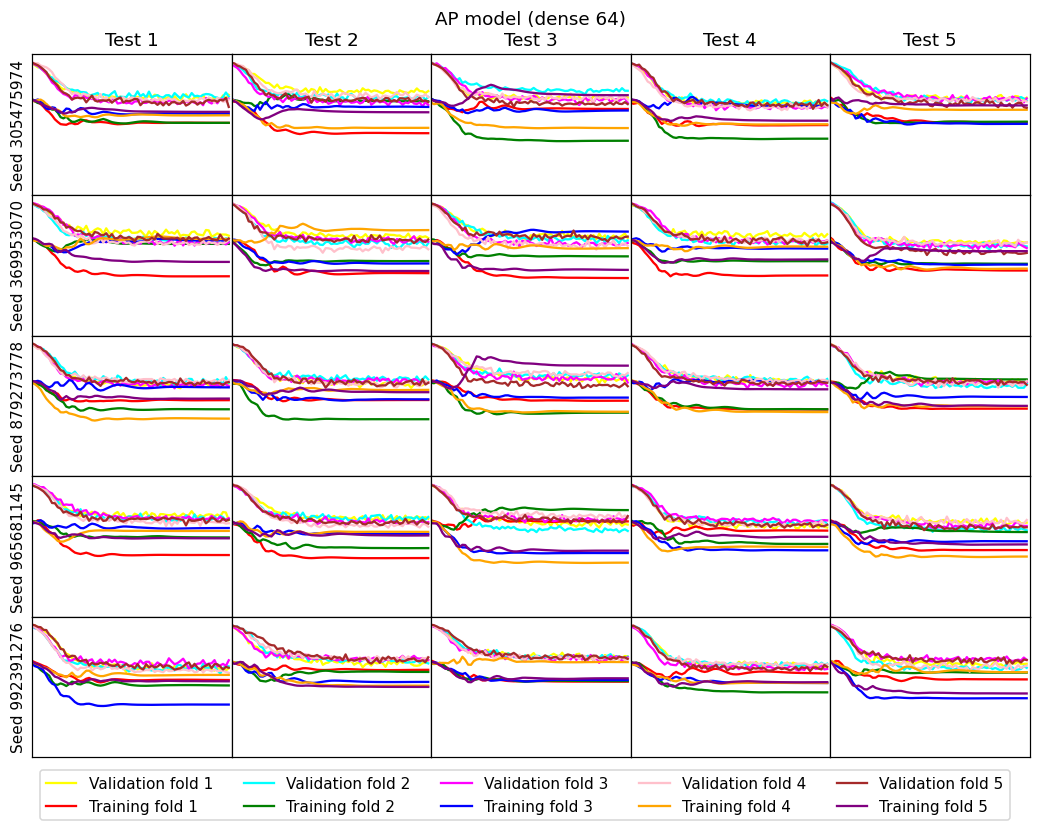 AP model (dense 64)
Test 1 Test 2 Test 3 Test 4 Test 5
Seed 305475974
Seed 369953070
Seed 879273778
Seed 965681145
Seed 992391276
Validation fold 1 Validation fold 2 Validation fold 3 Validation fold 4 Validation fold 5
Training fold 1 Training fold 2 Training fold 3 Training fold 4 Training fold 5